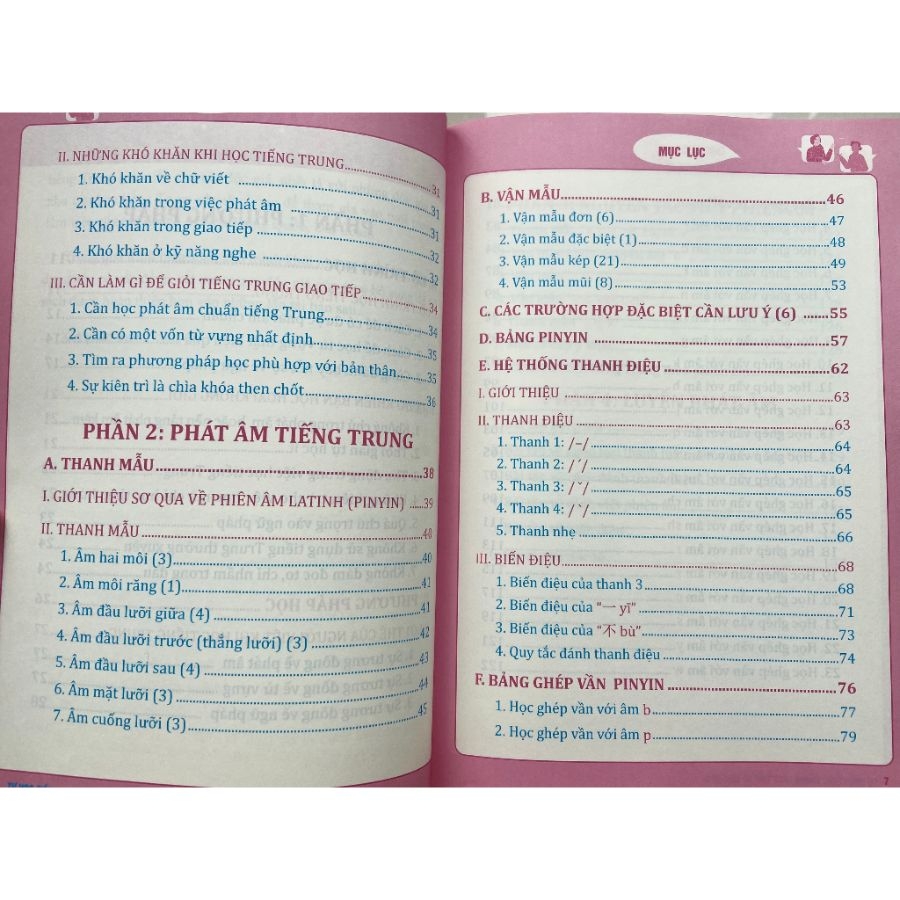 II. NHỮNG KHÓ KHĂN KHI HỌC TIẾNG TRUNG...31
1. Khó khăn về chữ viết...31
2. Khó khăn trong việc phát âm...31
3. Khó khăn trong giao tiếp...31
4. Khó khăn ở kỹ năng nghe...32
III. CẦN LÀM GÌ ĐỂ GIỎI TIẾNG TRUNG GIAO TIẾP...34
1. Cần học phát âm chuẩn tiếng Trung...34
2. Cần có một vốn từ vựng nhất định...35
3. Tìm ra phương pháp học phù hợp với bản thân...35
4. Sự kiên trì là chìa khóa then chốt...36
PHẦN 2: PHÁT ÂM TIẾNG TRUNG
A. THANH MẪU...38
I. GIỚI THIỆU SƠ QUA VỀ PHIÊN ÂM LATINH (PINYIN)...39
II. THANH MẪU...40
1. Âm hai môi (3)...40
2. Âm môi răng (1)...41
3. Âm đầu lưỡi giữa (4)...41
4. Âm đầu lưỡi trước (thẳng lưỡi) (3)...42
5. Âm đầu lưỡi sau (4)...43
6. Âm mặt lưỡi (3)...44
7. Âm cuống lưỡi (3)...45
MỤC LỤC
B. VẬN MẪU...46
1. Vận mẫu đơn (6)...47
2. Vận mẫu đặc biệt (1)...48
3. Vận mẫu kép (21)...49
4. Vận mẫu mũi (8)...53
C. CÁC TRƯỜNG HỢP ĐẶC BIỆT CẦN LƯU Ý (6)...55
D. BẢNG PINYIN...57
E. HỆ THỐNG THANH ĐIỆU...62
I. GIỚI THIỆU...63
II. THANH ĐIỆU...63
1. Thanh 1: /–/...64
2. Thanh 2: /ˊ/...64
3. Thanh 3: /ˇ/...65
4. Thanh 4: /ˋ/...65
5. Thanh nhẹ...66
III. BIẾN ĐIỆU...68
1. Biến điệu của thanh 3...68
2. Biến điệu của "一 yī"...71
3. Biến điệu của "不 bù"...73
4. Quy tắc đánh thanh điệu...74
F. BẢNG GHÉP VẦN PINYIN...76
1. Học ghép vần với âm b...77
2. Học ghép vần với âm p...79
7